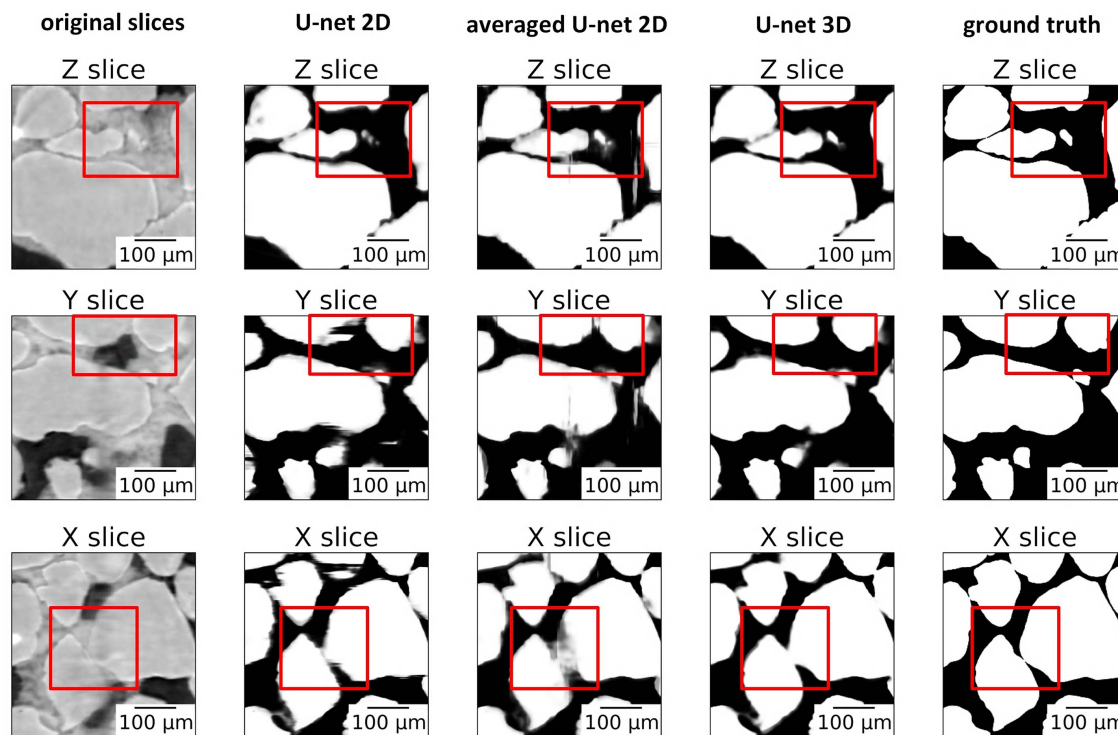 original slices U-net 2D averaged U-net 2D U-net 3D ground truth
Z slice Z slice Z slice Z slice Z slice
100 µm 100 µm 100 µm 100 µm 100 µm
Y slice Y slice Y slice Y slice Y slice
100 µm 100 µm 100 µm 100 µm 100 µm
X slice X slice X slice X slice X slice
100 µm 100 µm 100 µm 100 µm 100 µm